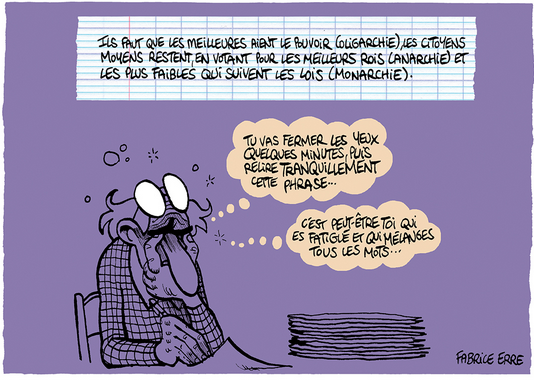 ILS FAUT QUE LES MEILLEURES AIENT LE POUVOIR (OLIGARCHIE), LES CITOYENS
MOYENS RESTENT, EN VOTANT POUR LES MEILLEURS ROIS (ANARCHIE) ET
LES PLUS FAIBLES QUI SUIVENT LES LOIS (MONARCHIE).
TU VAS FERMER LES YEUX
QUELQUES MINUTES, PUIS
RELIRE TRANQUILLEMENT
CETTE PHRASE...
C'EST PEUT-ÊTRE TOI QUI
ES FATIGUÉ ET QUI MÉLANGES
TOUS LES MOTS...
FABRICE ERRE